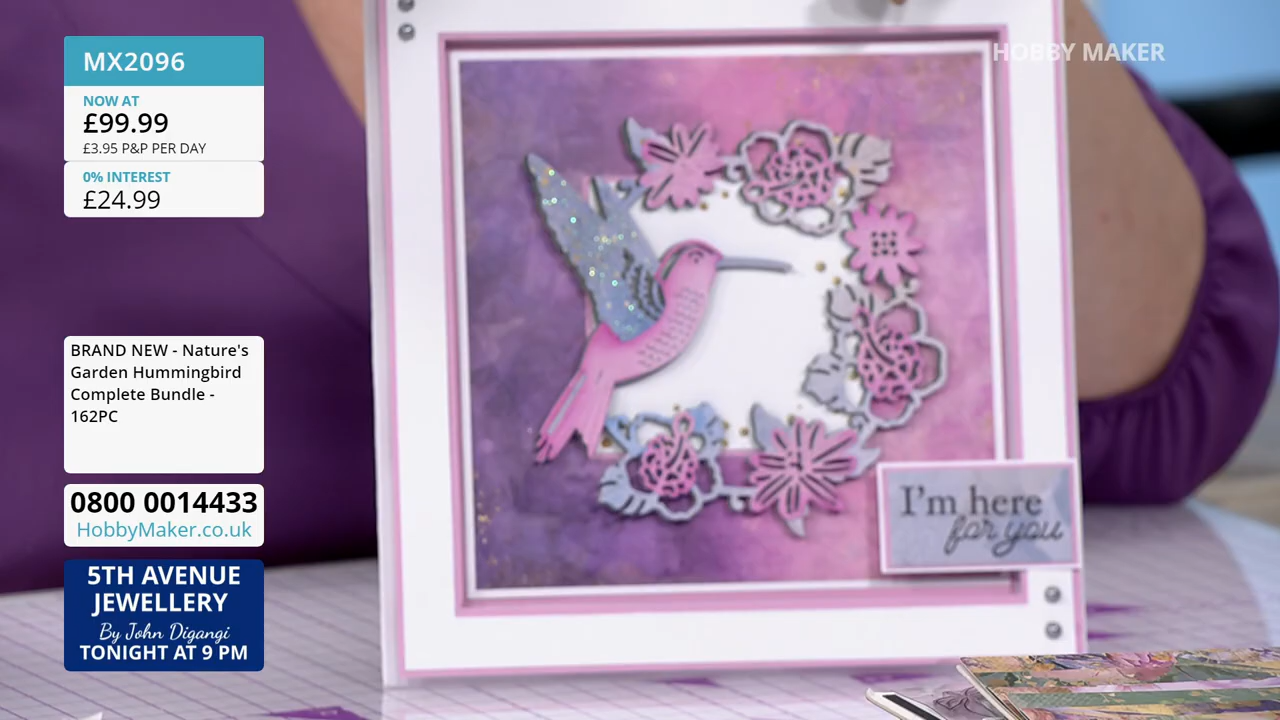 MX2096
NOW AT
£99.99
£3.95 P&P PER DAY
0% INTEREST
£24.99
BRAND NEW - Nature's
Garden Hummingbird
Complete Bundle -
162PC
0800 0014433
HobbyMaker.co.uk
5TH AVENUE
JEWELLERY
By John Digangi
TONIGHT AT 9 PM
HOBBY MAKER
I'm here
for you